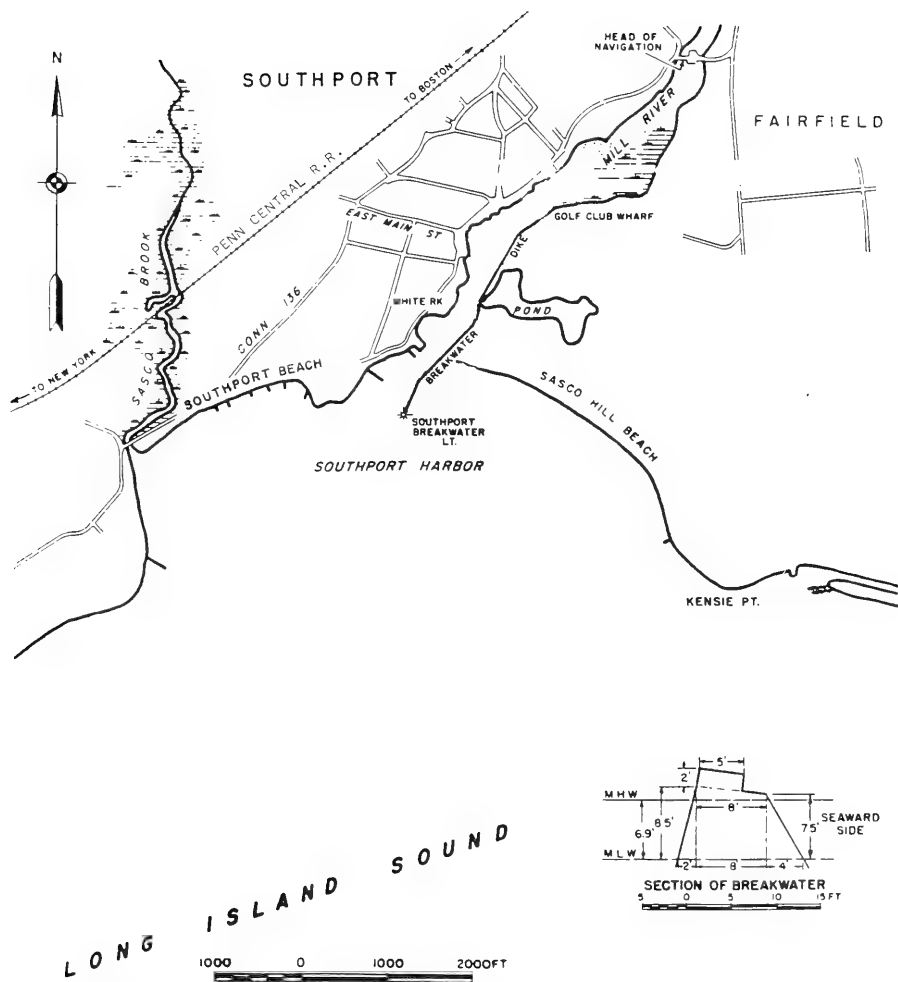 HEAD OF
NAVIGATION
N
SOUTHPORT
TO BOSTON
MILL RIVER
FAIRFIELD
PENN CENTRAL R.R.
EAST MAIN ST
GOLF CLUB WHARF
DIKE
SASCO BROOK
CONN 136
WHITE RK
POND
BREAKWATER
TO NEW YORK
SOUTHPORT BEACH
SASCO HILL BEACH
SOUTHPORT
BREAKWATER
LT.
SOUTHPORT HARBOR
KENSIE PT.
5'
2'
M H W
8'
8.5'
6.9'
7.5'
SEAWARD
SIDE
M L W
2'
8
4'
SECTION OF BREAKWATER
5 0 5 10 15 FT
LONG ISLAND SOUND
1000 0 1000 2000 FT